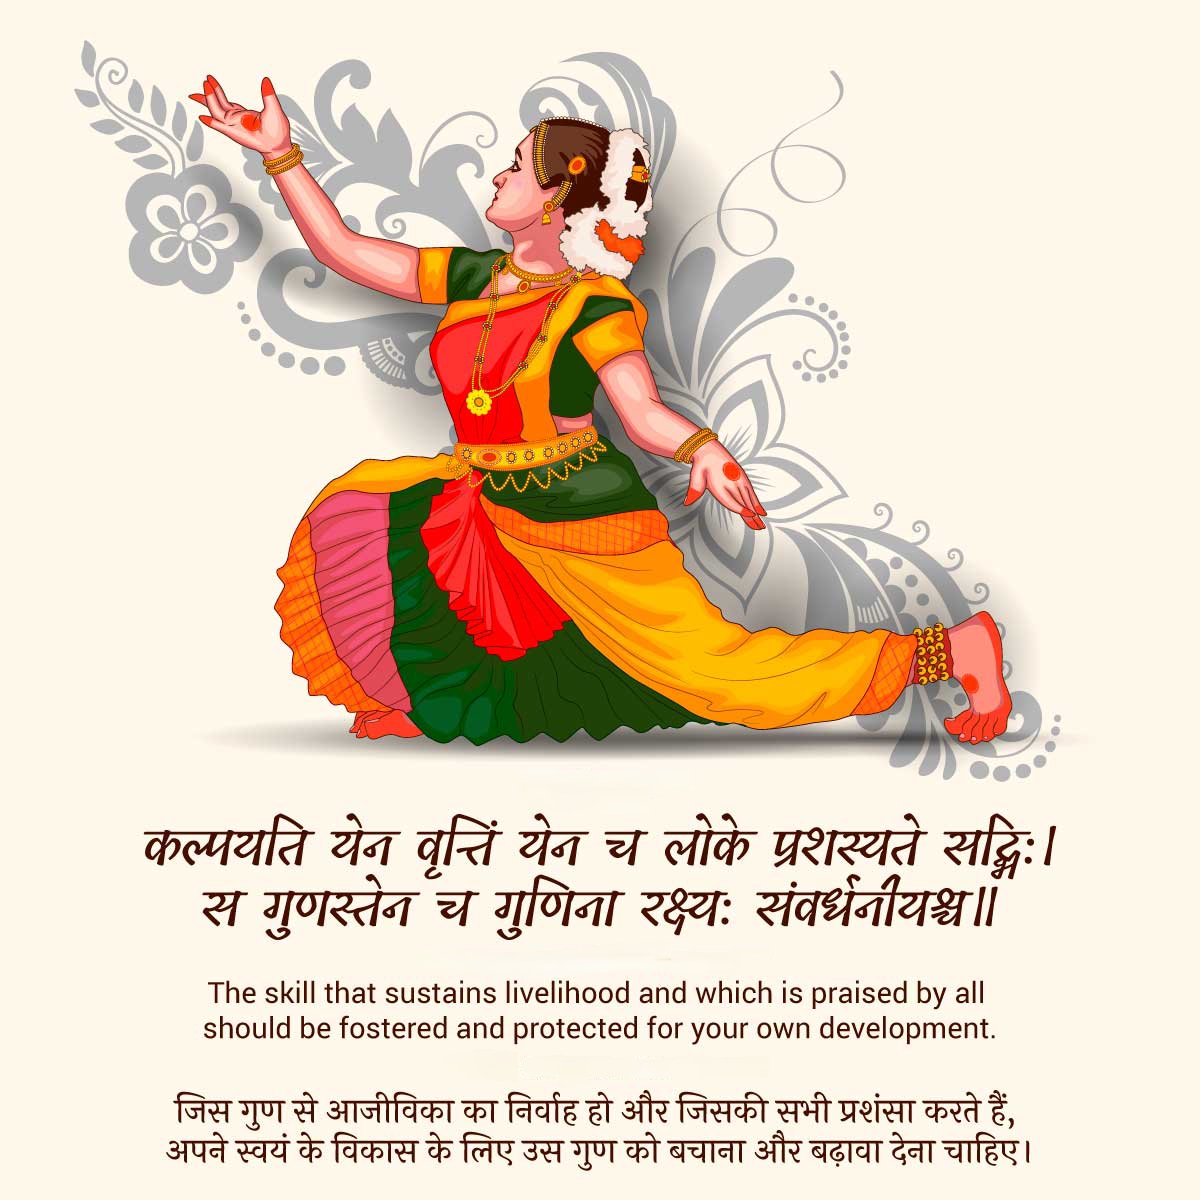 कल्पयति येन वृत्तिं येन च लोके प्रशस्यते सद्भिः।
स गुणस्तेन च गुणिना रक्ष्यः संवर्धनीयश्च॥
The skill that sustains livelihood and which is praised by all
should be fostered and protected for your own development.
जिस गुण से आजीविका का निर्वाह हो और जिसकी सभी प्रशंसा करते हैं,
अपने स्वयं के विकास के लिए उस गुण को बचाना और बढ़ावा देना चाहिए।